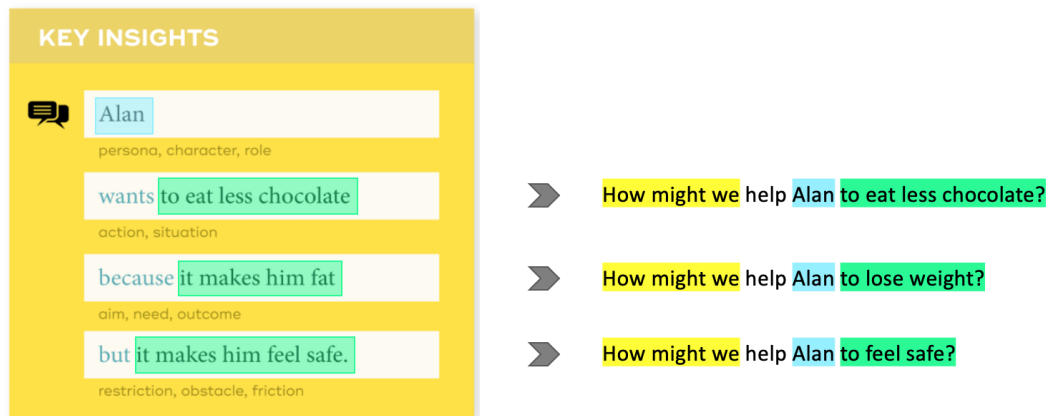 KEY INSIGHTS
Alan
persona, character, role
wants to eat less chocolate
action, situation
because it makes him fat
aim, need, outcome
but it makes him feel safe.
restriction, obstacle, friction
How might we help Alan to eat less chocolate?
How might we help Alan to lose weight?
How might we help Alan to feel safe?